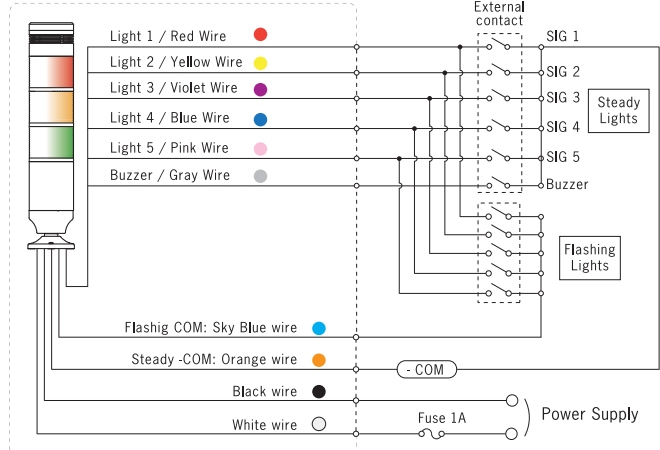 External
contact
Light 1 / Red Wire
SIG 1
Light 2 / Yellow Wire
SIG 2
Light 3 / Violet Wire
SIG 3
Steady
Lights
Light 4 / Blue Wire
SIG 4
Light 5 / Pink Wire
SIG 5
Buzzer / Gray Wire
Buzzer
Flashing
Lights
Flashig COM: Sky Blue wire
Steady -COM: Orange wire
- COM
Black wire
Power Supply
White wire
Fuse 1A